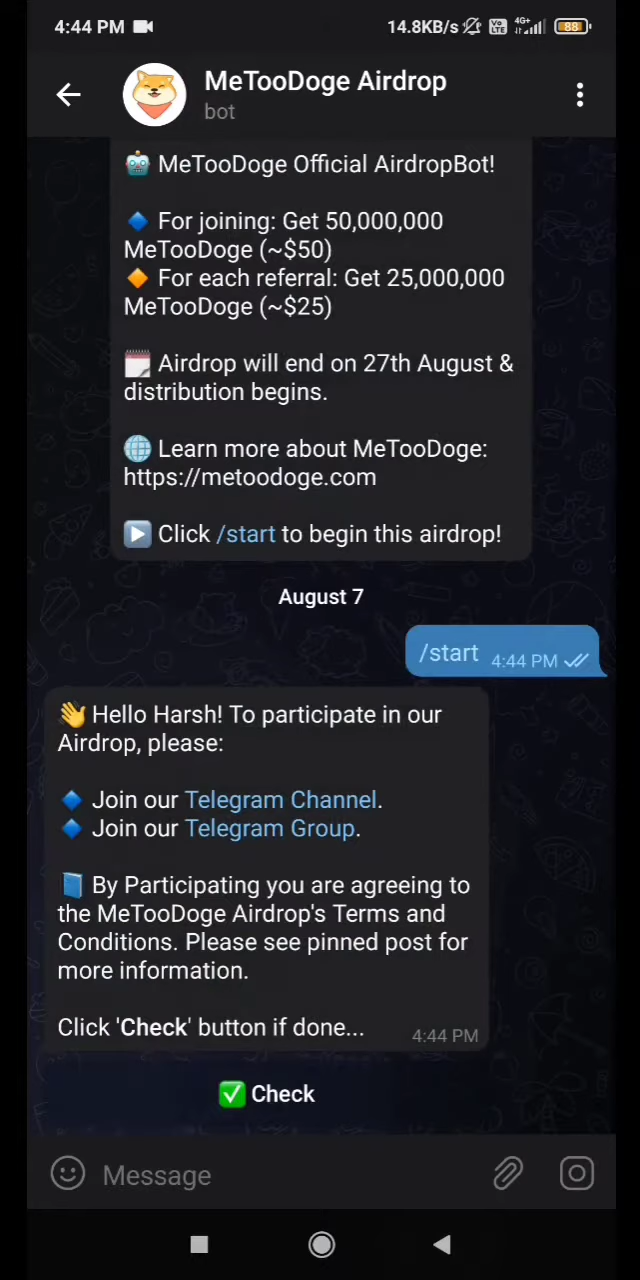 4:44 PM
14.8KB/s Vo LTE 4G+ 88
MeTooDoge Airdrop
bot
MeTooDoge Official AirdropBot!
For joining: Get 50,000,000
MeTooDoge (~$50)
For each referral: Get 25,000,000
MeTooDoge (~$25)
Airdrop will end on 27th August &
distribution begins.
Learn more about MeTooDoge:
https://metoodoge.com
Click /start to begin this airdrop!
August 7
/start 4:44 PM
Hello Harsh! To participate in our
Airdrop, please:
Join our Telegram Channel.
Join our Telegram Group.
By Participating you are agreeing to
the MeTooDoge Airdrop's Terms and
Conditions. Please see pinned post for
more information.
Click 'Check' button if done... 4:44 PM
Check
Message